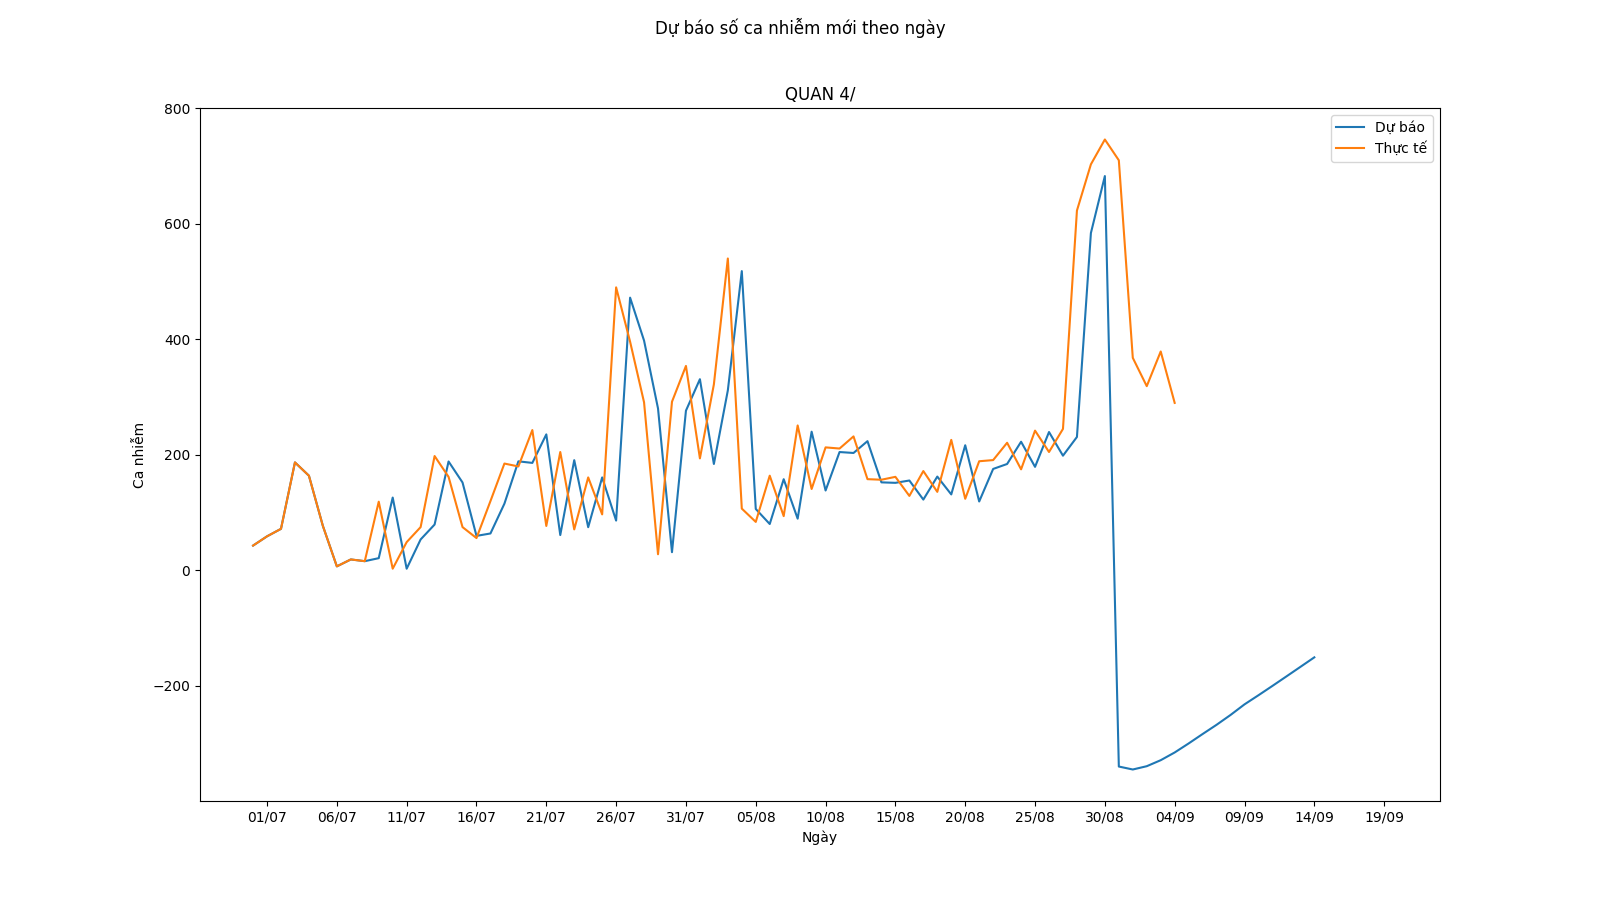 Dự báo số ca nhiễm mới theo ngày
QUAN 4/
800
600
400
200
0
−200
Ca nhiễm
Dự báo
Thực tế
01/07 06/07 11/07 16/07 21/07 26/07 31/07 05/08 10/08 15/08 20/08 25/08 30/08 04/09 09/09 14/09 19/09
Ngày